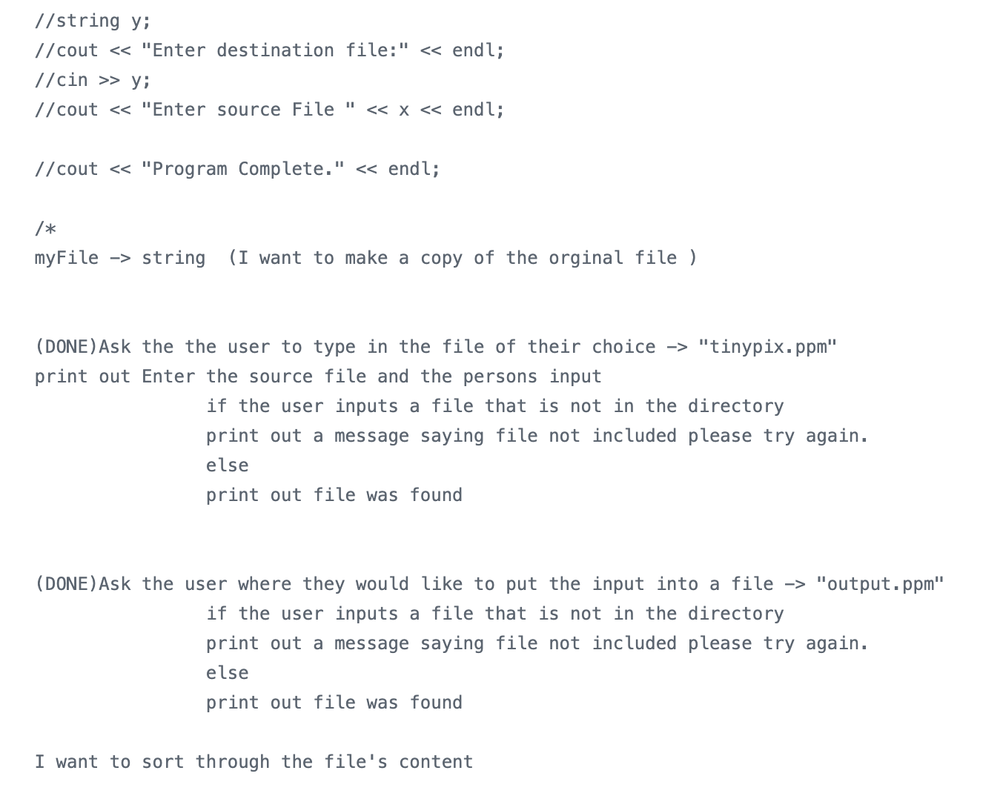 //string y;
//cout << "Enter destination file:" << endl;
//cin >> y;
//cout << "Enter source File " << x << endl;
//cout << "Program Complete." << endl;
/*
myFile -> string  (I want to make a copy of the orginal file )
(DONE)Ask the the user to type in the file of their choice -> "tinypix.ppm"
print out Enter the source file and the persons input
if the user inputs a file that is not in the directory
print out a message saying file not included please try again.
else
print out file was found
(DONE)Ask the user where they would like to put the input into a file -> "output.ppm"
if the user inputs a file that is not in the directory
print out a message saying file not included please try again.
else
print out file was found
I want to sort through the file's content